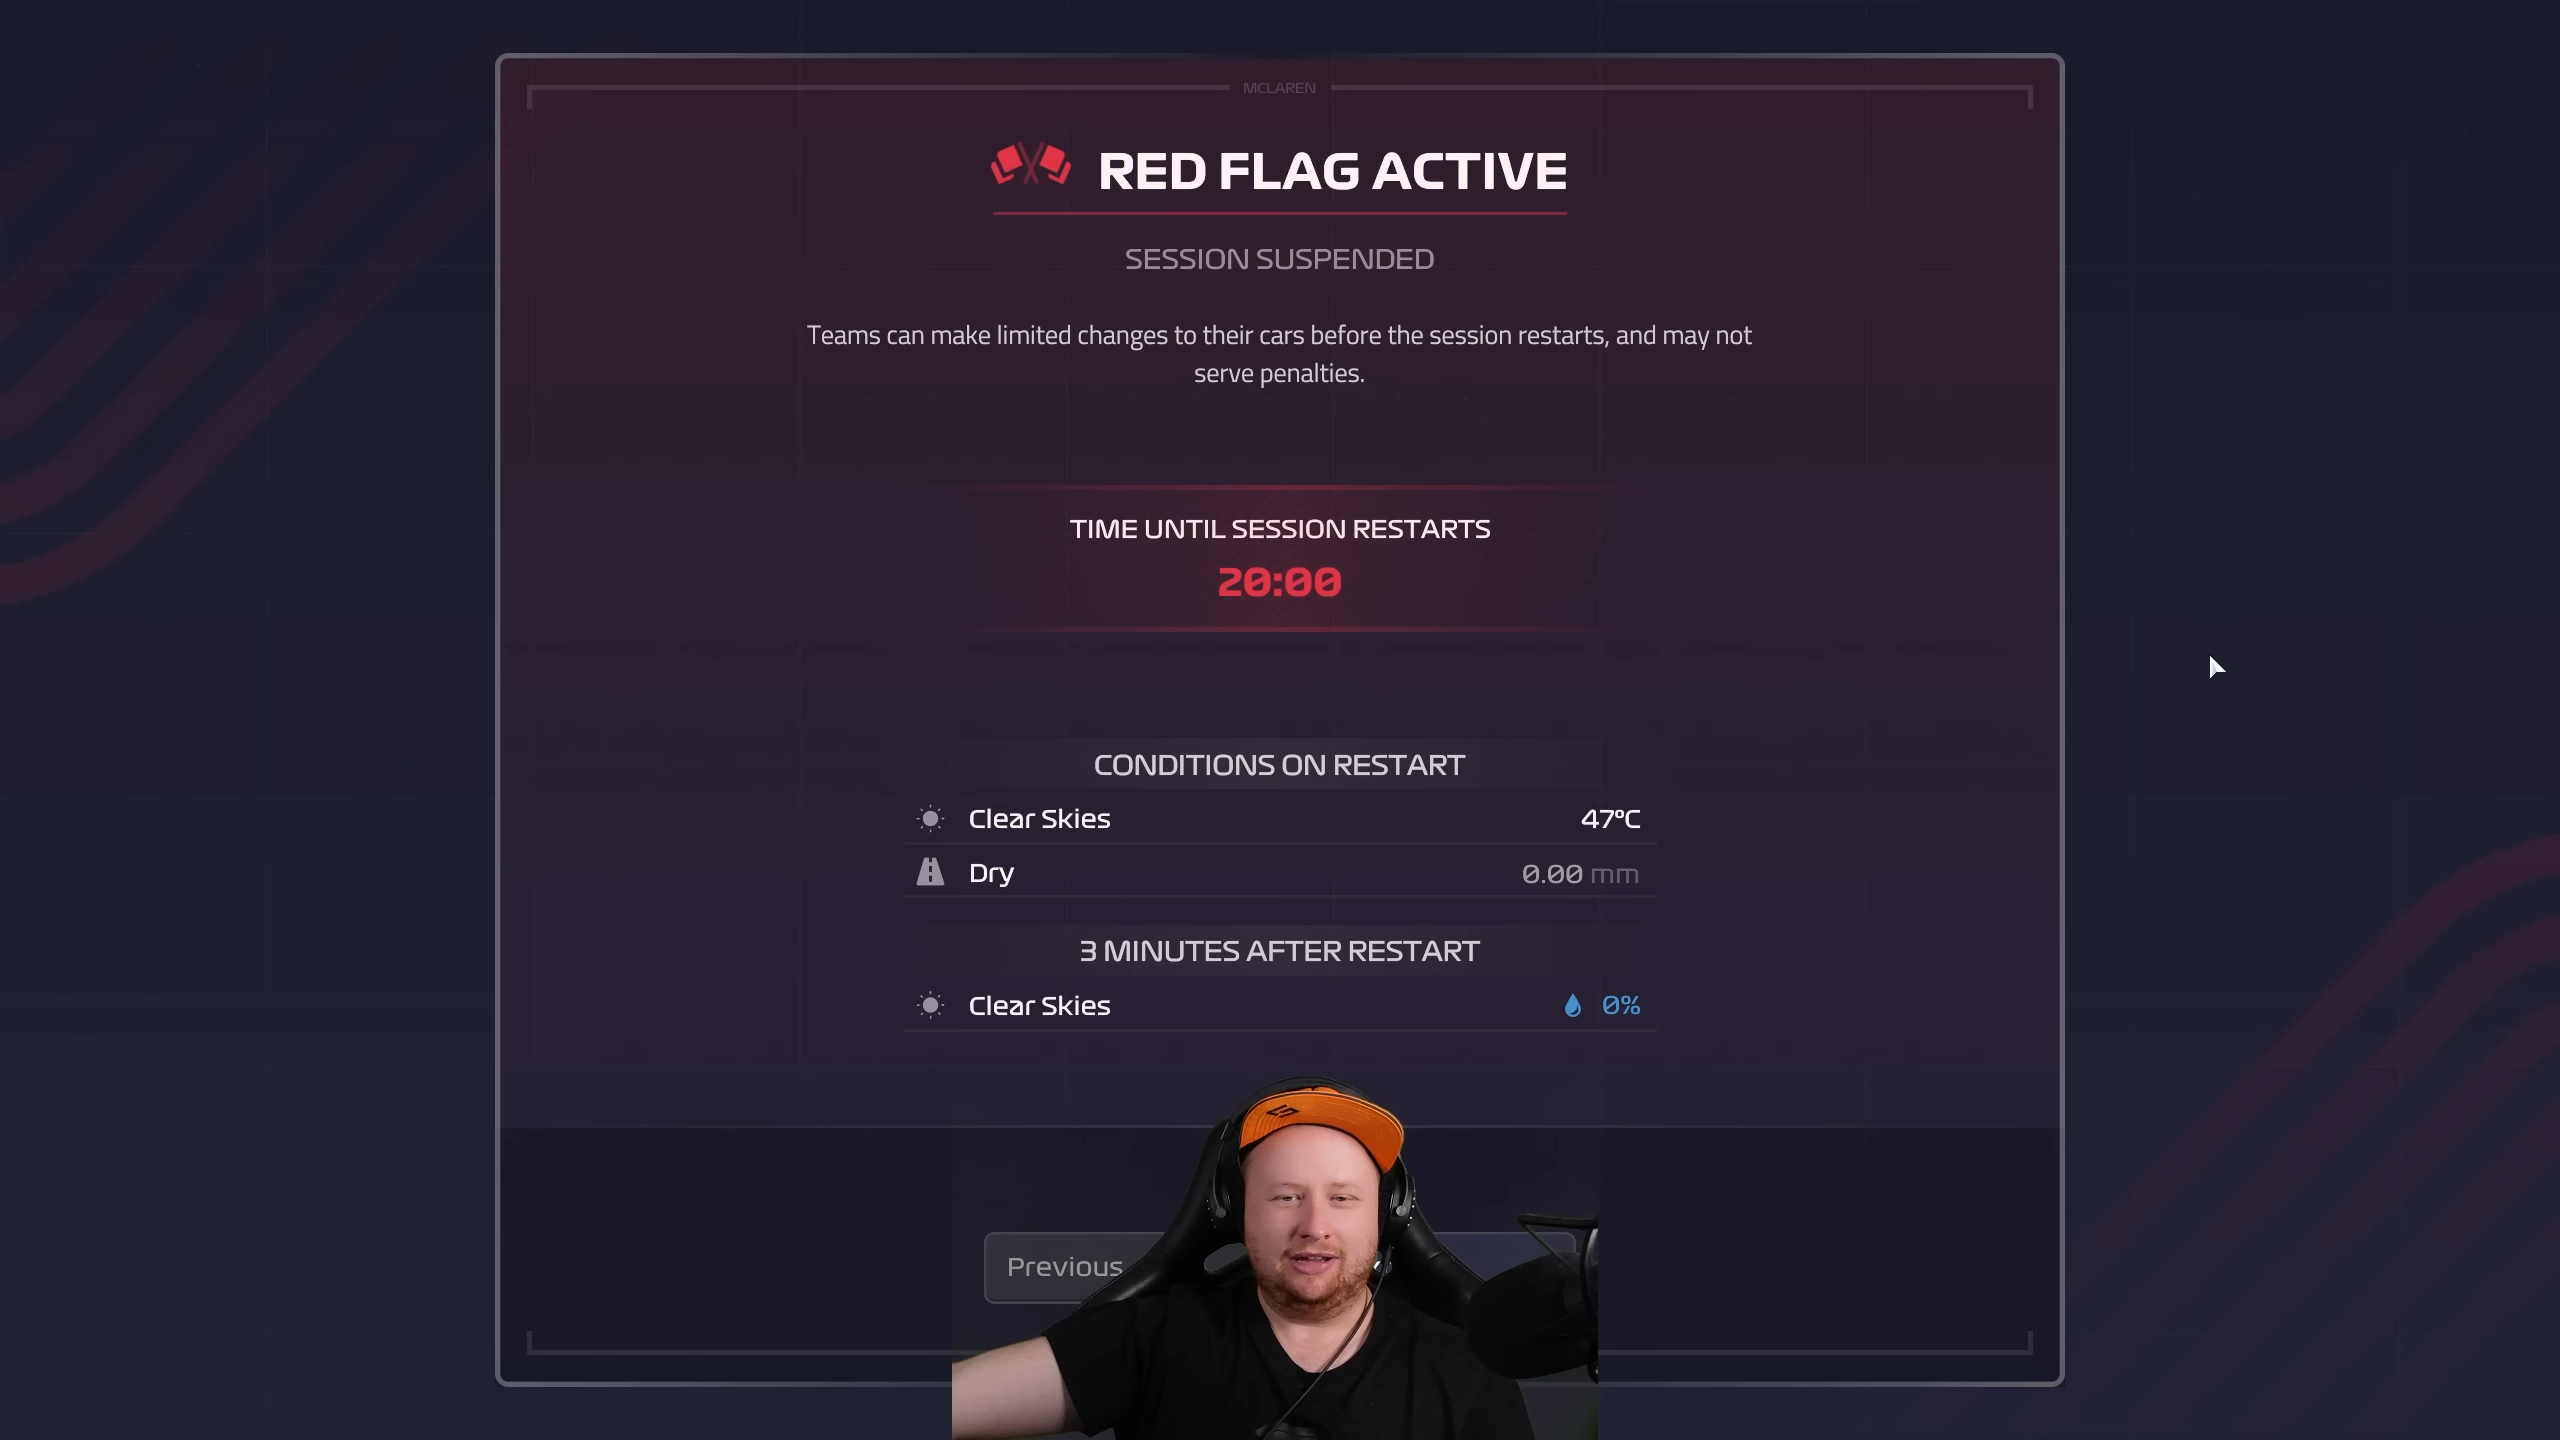 MCLAREN
RED FLAG ACTIVE
SESSION SUSPENDED
Teams can make limited changes to their cars before the session restarts, and may not
serve penalties.
TIME UNTIL SESSION RESTARTS
20:00
CONDITIONS ON RESTART
Clear Skies 47°C
Dry 0.00 mm
3 MINUTES AFTER RESTART
Clear Skies 0%
Previous